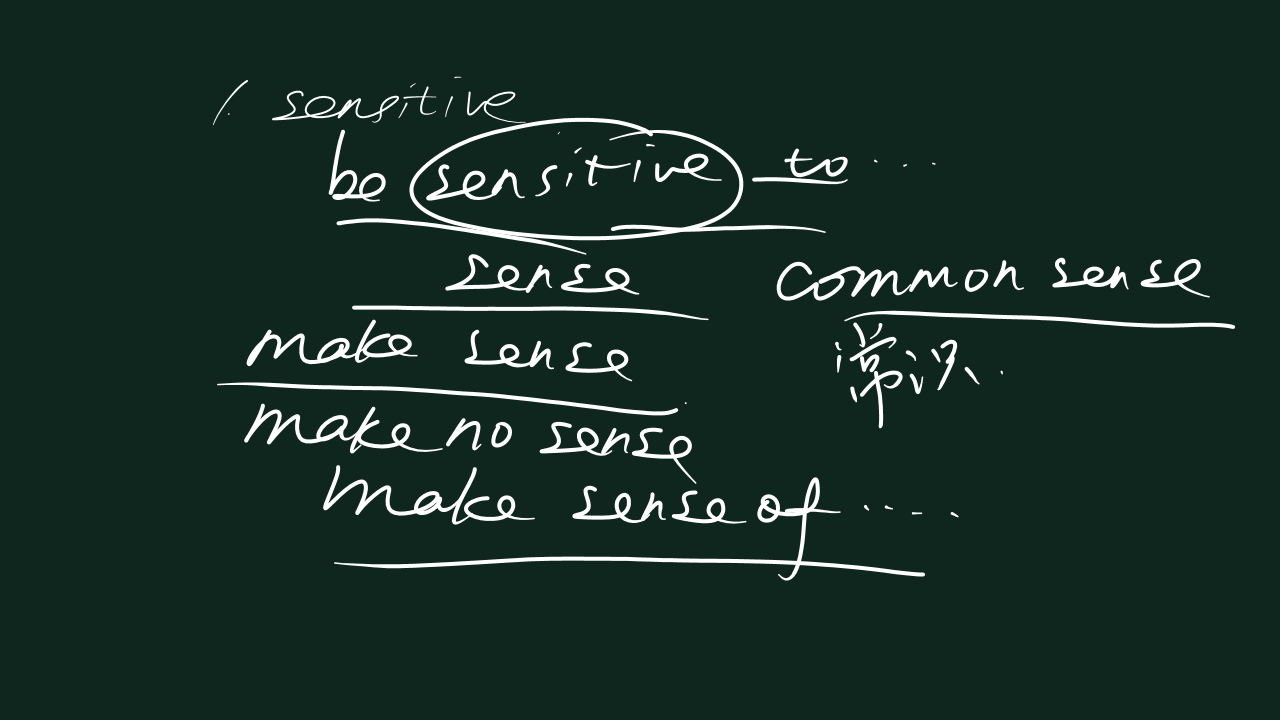 1. sensitive
be sensitive to ...
sense
common sense
常识.
make sense
make no sense
make sense of ....